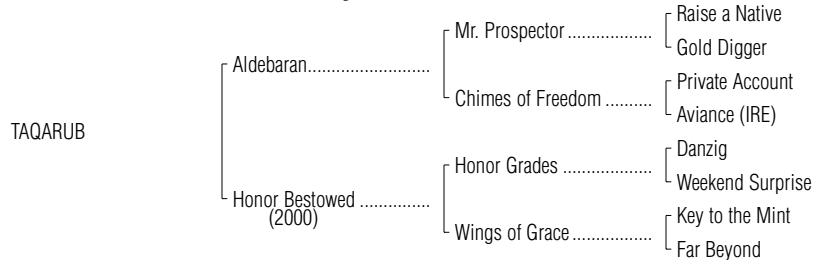 Raise a Native
Mr. Prospector ..................
Gold Digger
Aldebaran..........................
Private Account
Chimes of Freedom ..........
Aviance (IRE)
TAQARUB
Danzig
Honor Grades ...................
Weekend Surprise
Honor Bestowed ...............
(2000)
Key to the Mint
Wings of Grace.................
Far Beyond